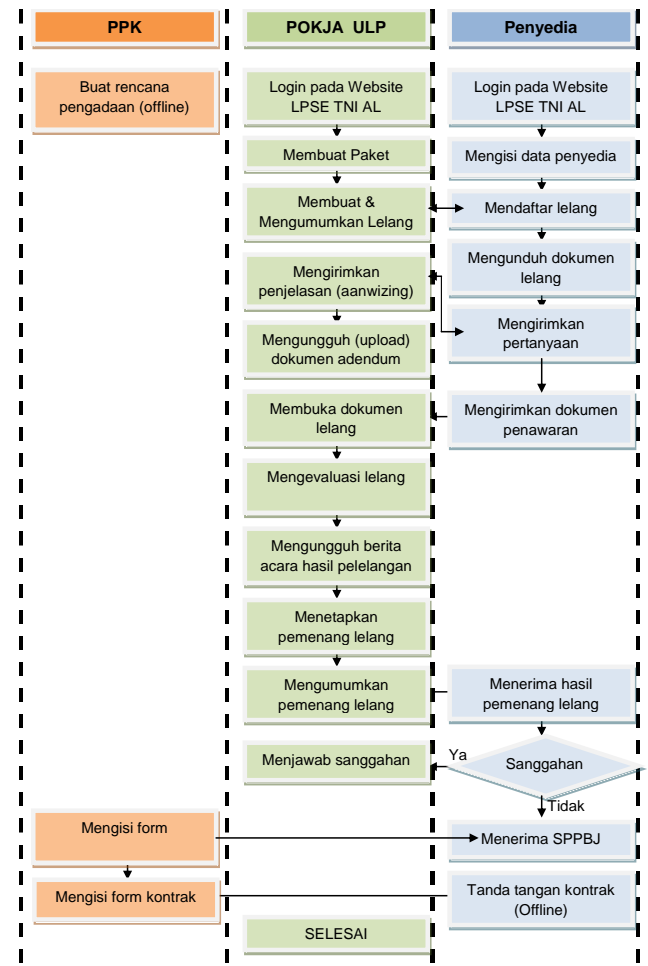 PPK
POKJA ULP
Penyedia
Buat rencana
pengadaan (offline)
Login pada Website
LPSE TNI AL
Login pada Website
LPSE TNI AL
Membuat Paket
Mengisi data penyedia
Membuat &
Mengumumkan Lelang
Mendaftar lelang
Mengunduh dokumen
lelang
Mengirimkan
penjelasan (aanwizing)
Mengirimkan
pertanyaan
Mengungguh (upload)
dokumen adendum
Membuka dokumen
lelang
Mengirimkan dokumen
penawaran
Mengevaluasi lelang
Mengungguh berita
acara hasil pelelangan
Menetapkan
pemenang lelang
Mengumumkan
pemenang lelang
Menerima hasil
pemenang lelang
Menjawab sanggahan
Ya
Sanggahan
Tidak
Mengisi form
Menerima SPPBJ
Mengisi form kontrak
Tanda tangan kontrak
(Offline)
SELESAI